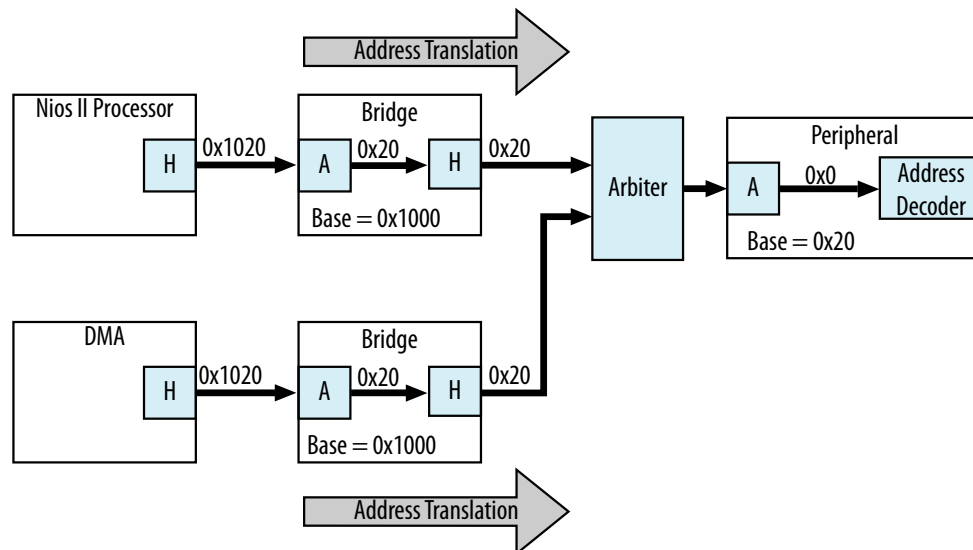 Address Translation
Nios II Processor
H
0x1020
Bridge
A
0x20
H
0x20
Base = 0x1000
Arbiter
Peripheral
A
0x0
Address
Decoder
Base = 0x20
DMA
H
0x1020
Bridge
A
0x20
H
0x20
Base = 0x1000
Address Translation